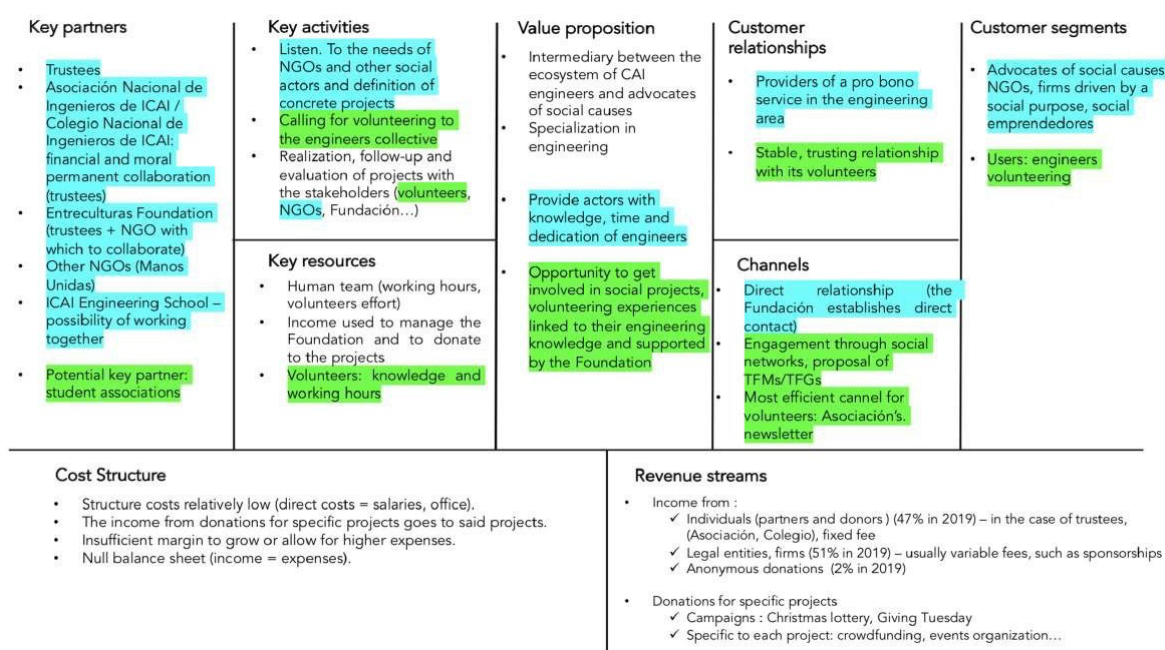 Key partners
• Trustees
• Asociación Nacional de
Ingenieros de ICAI /
Colegio Nacional de
Ingenieros de ICAI:
financial and moral
permanent collaboration
(trustees)
• Entreculturas Foundation
(trustees + NGO with
which to collaborate)
• Other NGOs (Manos
Unidas)
• ICAI Engineering School –
possibility of working
together
• Potential key partner:
student associations
Key activities
• Listen. To the needs of
NGOs and other social
actors and definition of
concrete projects
• Calling for volunteering to
the engineers collective
• Realization, follow-up and
evaluation of projects with
the stakeholders (volunteers,
NGOs, Fundación…)
Key resources
• Human team (working hours,
volunteers effort)
• Income used to manage the
Foundation and to donate
to the projects
• Volunteers: knowledge and
working hours
Value proposition
• Intermediary between the
ecosystem of CAI
engineers and advocates
of social causes
• Specialization in
engineering
• Provide actors with
knowledge, time and
dedication of engineers
• Opportunity to get
involved in social projects,
volunteering experiences
linked to their engineering
knowledge and supported
by the Foundation
Customer
relationships
• Providers of a pro bono
service in the engineering
area
• Stable, trusting relationship
with its volunteers
Channels
• Direct relationship (the
Fundación establishes direct
contact)
• Engagement through social
networks, proposal of
TFMs/TFGs
• Most efficient cannel for
volunteers: Asociación's.
newsletter
Customer segments
• Advocates of social causes
NGOs, firms driven by a
social purpose, social
emprendedores
• Users: engineers
volunteering
Cost Structure
• Structure costs relatively low (direct costs = salaries, office).
• The income from donations for specific projects goes to said projects.
• Insufficient margin to grow or allow for higher expenses.
• Null balance sheet (income = expenses).
Revenue streams
• Income from :
✓ Individuals (partners and donors ) (47% in 2019) – in the case of trustees,
(Asociación, Colegio), fixed fee
✓ Legal entities, firms (51% in 2019) – usually variable fees, such as sponsorships
✓ Anonymous donations (2% in 2019)
• Donations for specific projects
✓ Campaigns : Christmas lottery, Giving Tuesday
✓ Specific to each project: crowdfunding, events organization…